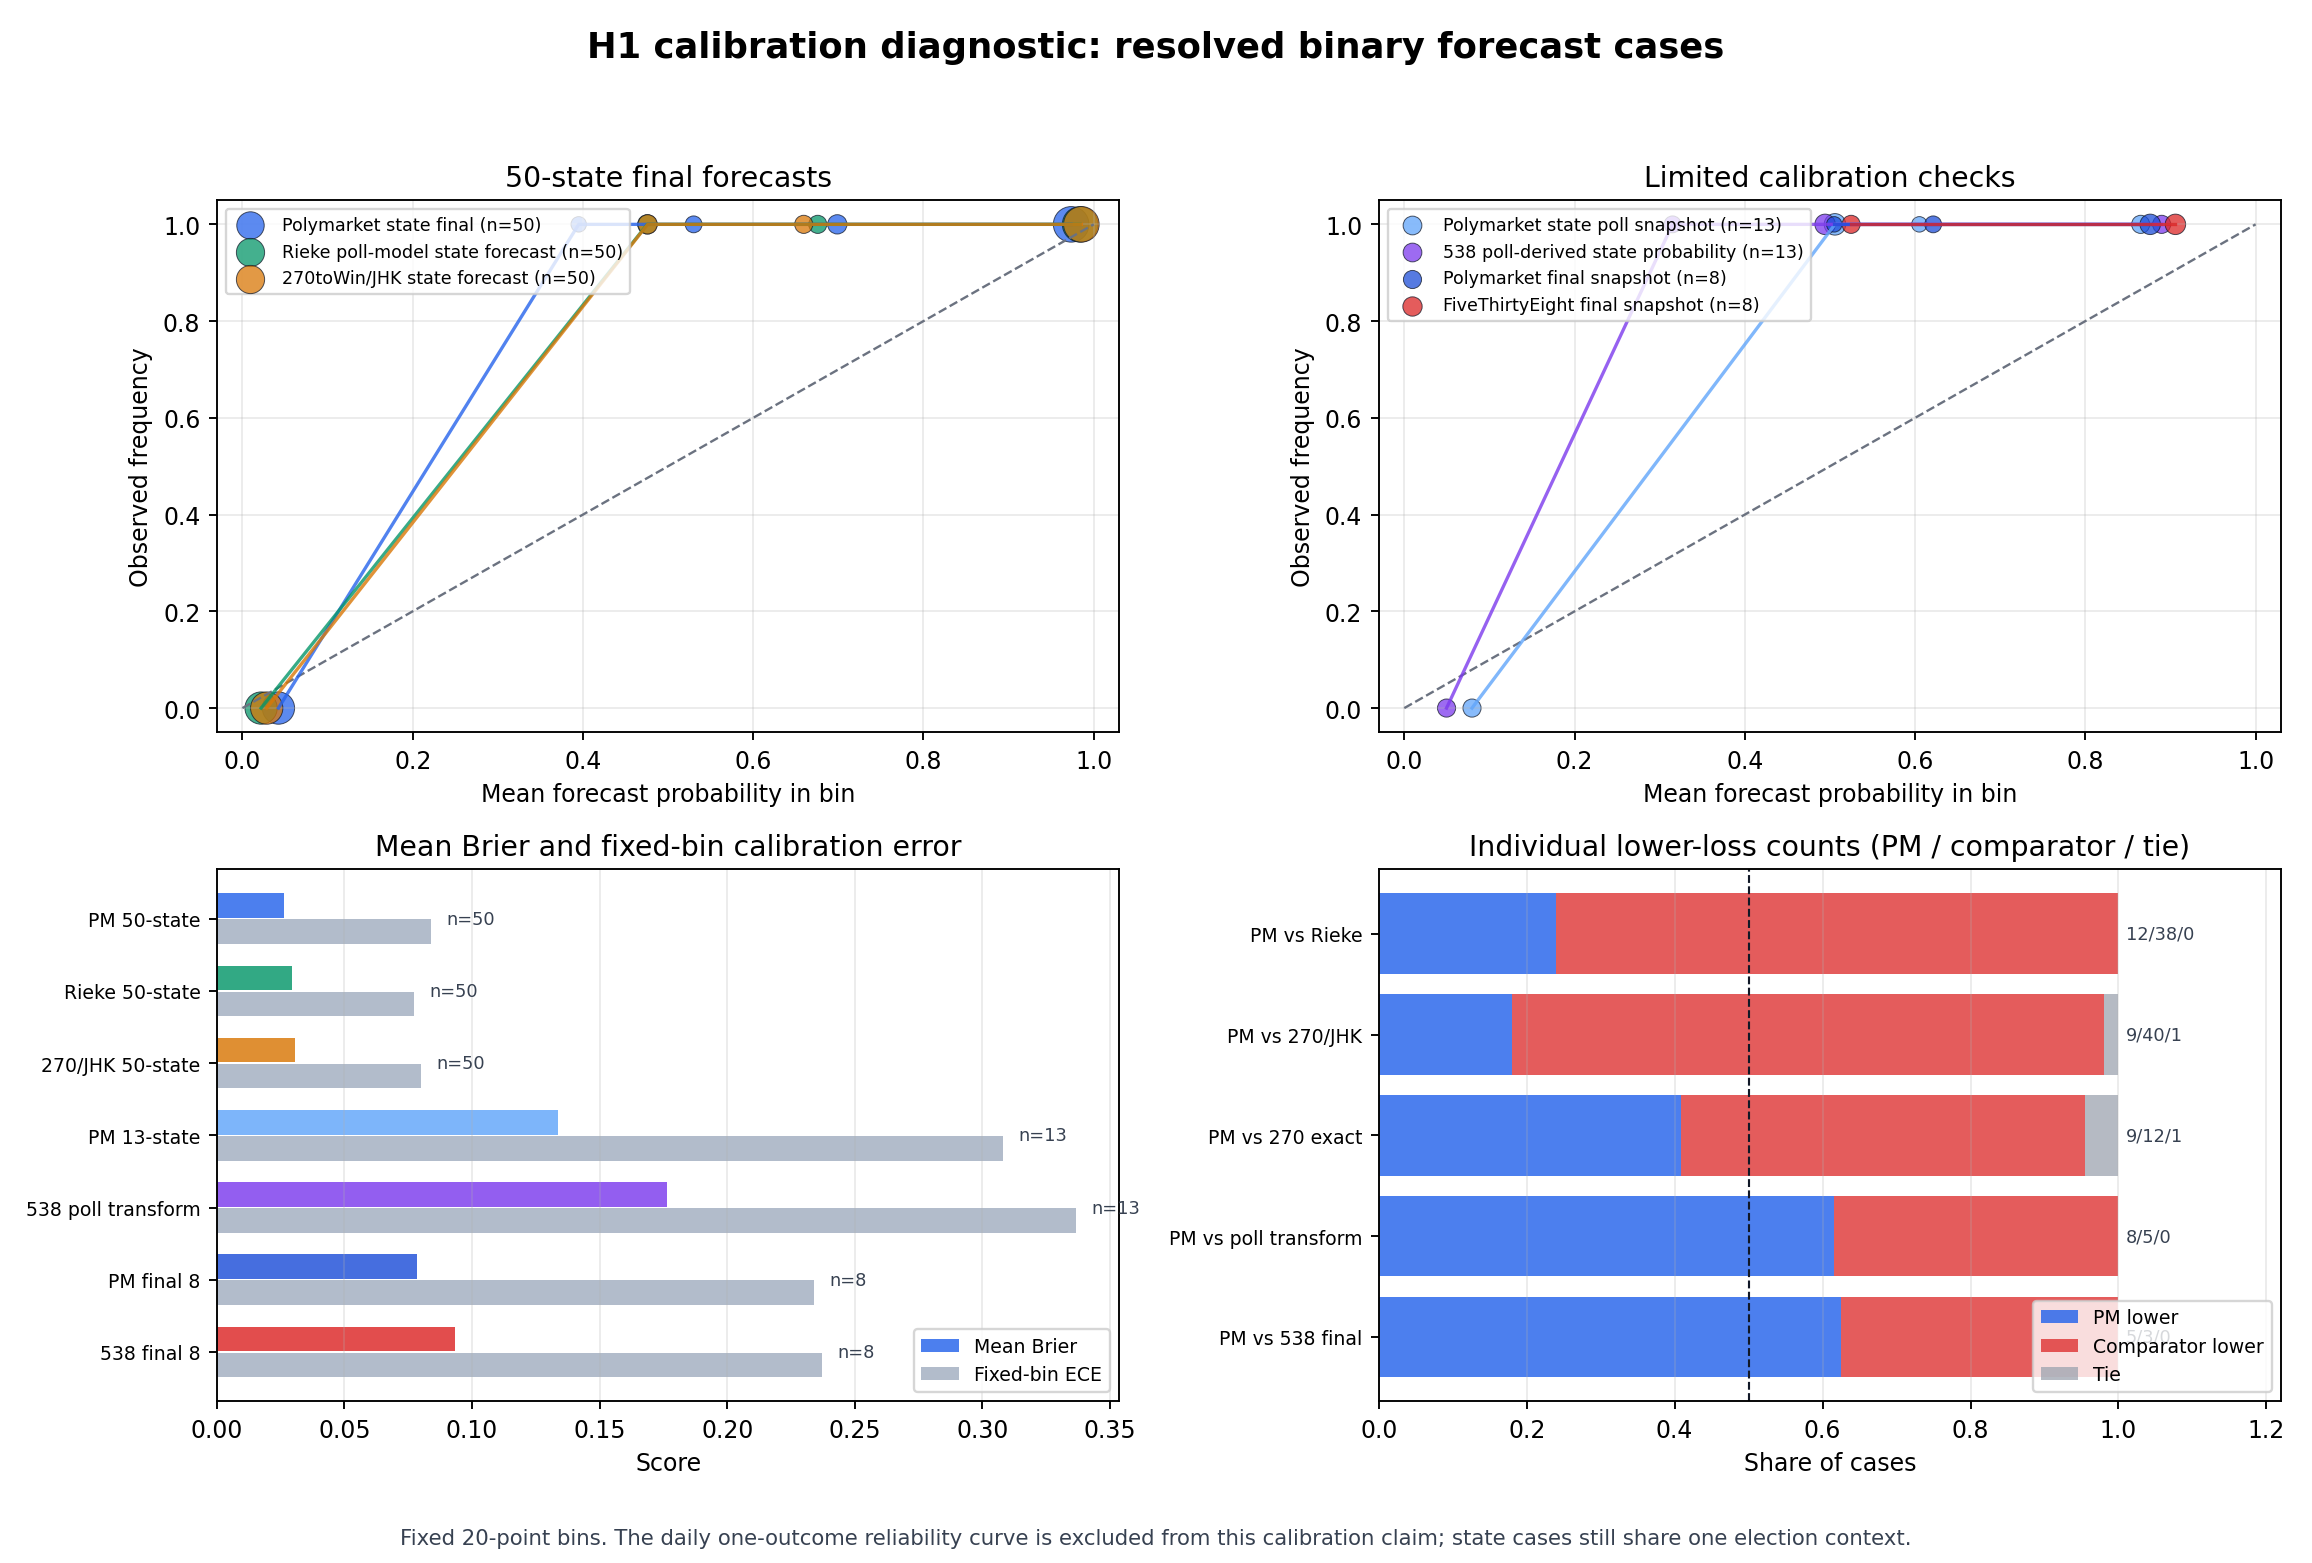 H1 calibration diagnostic: resolved binary forecast cases
50-state final forecasts
Polymarket state final (n=50)
Rieke poll-model state forecast (n=50)
270toWin/JHK state forecast (n=50)
Observed frequency
1.0
0.8
0.6
0.4
0.2
0.0
0.0 0.2 0.4 0.6 0.8 1.0
Mean forecast probability in bin
Limited calibration checks
Polymarket state poll snapshot (n=13)
538 poll-derived state probability (n=13)
Polymarket final snapshot (n=8)
FiveThirtyEight final snapshot (n=8)
Observed frequency
1.0
0.8
0.6
0.4
0.2
0.0
0.0 0.2 0.4 0.6 0.8 1.0
Mean forecast probability in bin
Mean Brier and fixed-bin calibration error
PM 50-state n=50
Rieke 50-state n=50
270/JHK 50-state n=50
PM 13-state n=13
538 poll transform n=13
PM final 8 n=8
538 final 8 n=8
Mean Brier
Fixed-bin ECE
0.00 0.05 0.10 0.15 0.20 0.25 0.30 0.35
Score
Individual lower-loss counts (PM / comparator / tie)
PM vs Rieke 12/38/0
PM vs 270/JHK 9/40/1
PM vs 270 exact 9/12/1
PM vs poll transform 8/5/0
PM vs 538 final 5/3/0
PM lower
Comparator lower
Tie
0.0 0.2 0.4 0.6 0.8 1.0 1.2
Share of cases
Fixed 20-point bins. The daily one-outcome reliability curve is excluded from this calibration claim; state cases still share one election context.